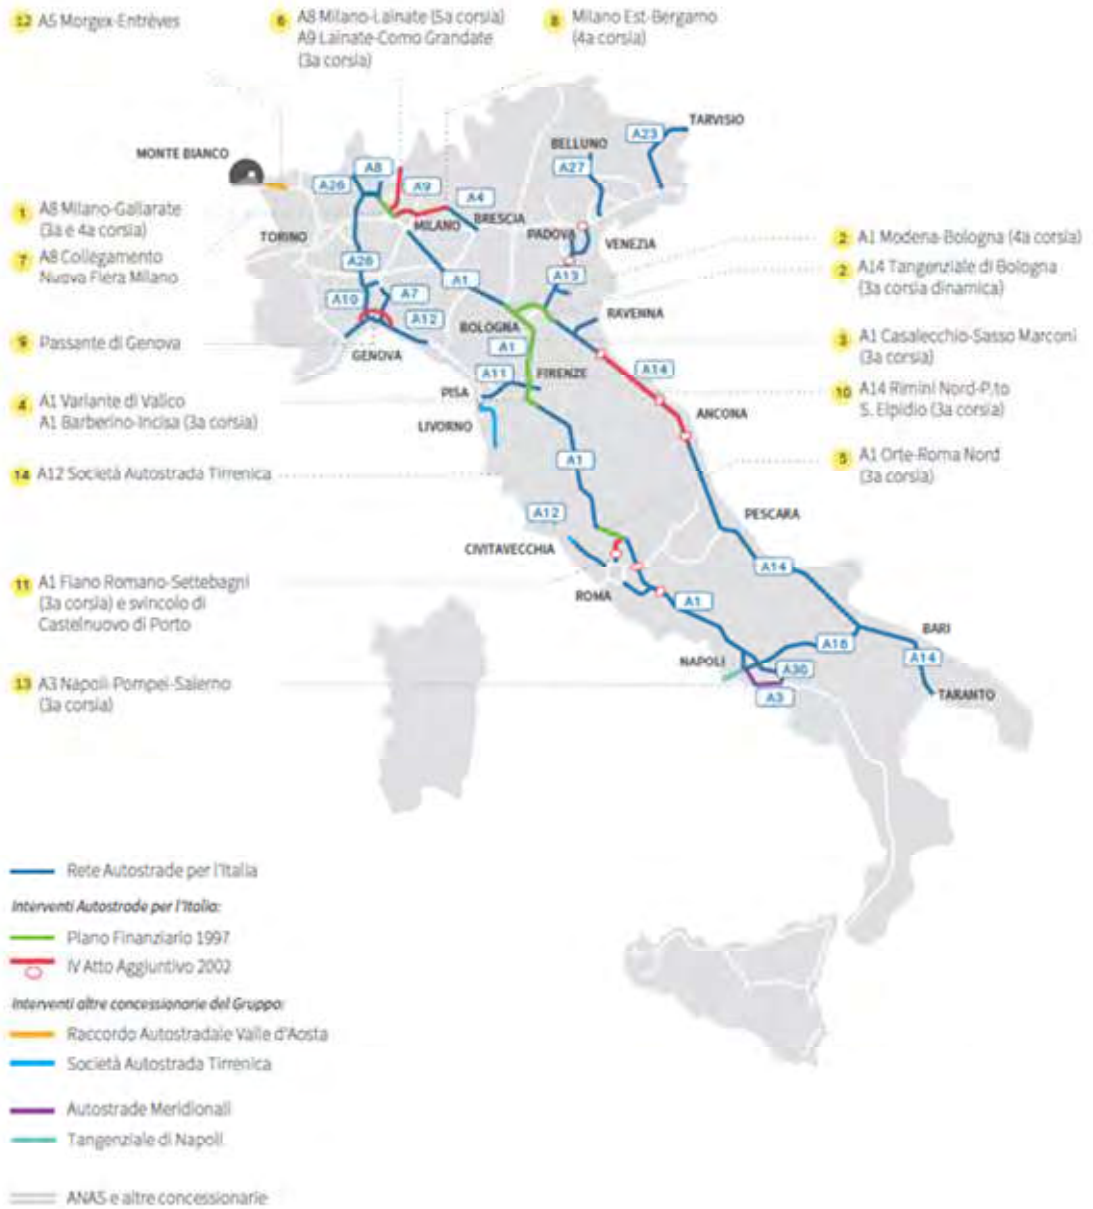 12 A5 Morgex-Entrèves
6 A8 Milano-Lainate (5a corsia)
A9 Lainate-Como Grandate
(3a corsia)
8 Milano Est-Bergamo
(4a corsia)
TARVISIO
A23
BELLUNO
A27
MONTE BIANCO
A8
A26
A9
A4
BRESCIA
MILANO
PADOVA
VENEZIA
TORINO
1 A8 Milano-Gallarate
(3a e 4a corsia)
7 A8 Collegamento
Nuova Fiera Milano
2 A1 Modena-Bologna (4a corsia)
2 A14 Tangenziale di Bologna
(3a corsia dinamica)
A26
A1
A13
A10
A7
A12
RAVENNA
BOLOGNA
GENOVA
9 Passante di Genova
3 A1 Casalecchio-Sasso Marconi
(3a corsia)
A1
A11
FIRENZE
A14
PISA
LIVORNO
ANCONA
4 A1 Variante di Valico
A1 Barberino-Incisa (3a corsia)
10 A14 Rimini Nord-P.to
S. Elpidio (3a corsia)
14 A12 Società Autostrada Tirrenica
A1
5 A1 Orte-Roma Nord
(3a corsia)
A12
PESCARA
CIVITAVECCHIA
A14
11 A1 Fiano Romano-Settebagni
(3a corsia) e svincolo di
Castelnuovo di Porto
ROMA
A1
BARI
A16
A14
NAPOLI
A30
A3
TARANTO
13 A3 Napoli-Pompei-Salerno
(3a corsia)
Rete Autostrade per l'Italia
Interventi Autostrade per l'Italia:
Piano Finanziario 1997
IV Atto Aggiuntivo 2002
Interventi altre concessionarie del Gruppo:
Raccordo Autostradale Valle d'Aosta
Società Autostrada Tirrenica
Autostrade Meridionali
Tangenziale di Napoli
ANAS e altre concessionarie